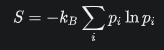 S = −k_B ∑_i p_i ln p_i